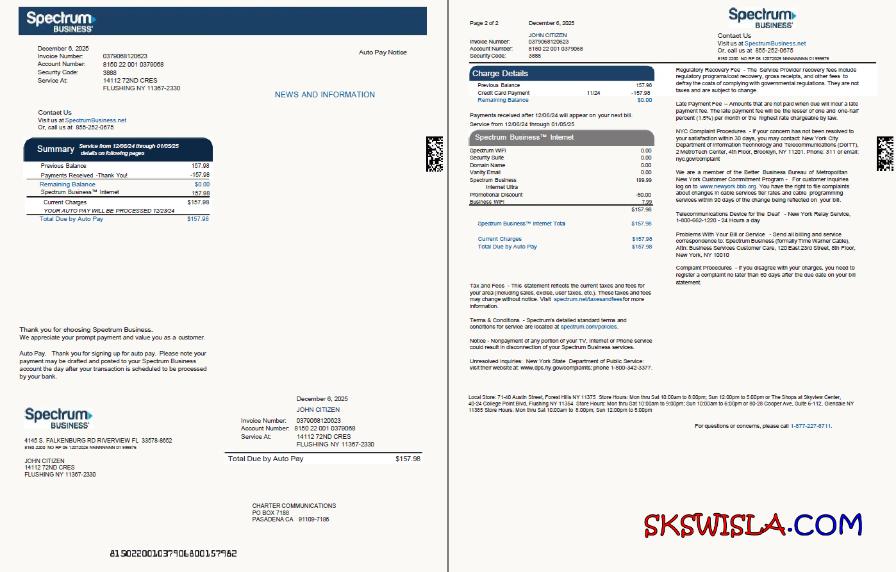 Spectrum
BUSINESS
December 6, 2025
Invoice Number: 0379068120623
Account Number: 8150 22 001 0379068
Security Code: 3888
Service At: 14112 72ND CRES
FLUSHING NY 11367-2330
Auto Pay Notice
NEWS AND INFORMATION
Contact Us
Visit us at SpectrumBusiness.net
Or, call us at 855-252-0675
Summary Service from 12/06/24 through 01/05/25
details on following pages
Previous Balance 157.98
Payments Received -Thank You! -157.98
Remaining Balance $0.00
Spectrum Business™ Internet 157.98
Current Charges $157.98
YOUR AUTO PAY WILL BE PROCESSED 12/23/24
Total Due by Auto Pay $157.98
Thank you for choosing Spectrum Business.
We appreciate your prompt payment and value you as a customer.
Auto Pay. Thank you for signing up for auto pay. Please note your
payment may be drafted and posted to your Spectrum Business
account the day after your transaction is scheduled to be processed
by your bank.
Spectrum
BUSINESS
4145 S. FALKENBURG RD RIVERVIEW FL 33578-8652
JOHN CITIZEN
14112 72ND CRES
FLUSHING NY 11367-2330
December 6, 2025
JOHN CITIZEN
Invoice Number: 0379068120623
Account Number: 8150 22 001 0379068
Service At: 14112 72ND CRES
FLUSHING NY 11367-2330
Total Due by Auto Pay $157.98
CHARTER COMMUNICATIONS
PO BOX 7186
PASADENA CA 91109-7186
815022001037906800157982
Page 2 of 2 December 6, 2025
JOHN CITIZEN
Invoice Number: 0379068120623
Account Number: 8150 22 001 0379068
Security Code: 3888
Spectrum
BUSINESS
Contact Us
Visit us at SpectrumBusiness.net
Or, call us at 855-252-0675
Charge Details
Previous Balance 157.98
Credit Card Payment 11/24 -157.98
Remaining Balance $0.00
Payments received after 12/06/24 will appear on your next bill.
Service from 12/06/24 through 01/05/25
Spectrum Business™ Internet
Spectrum WiFi 0.00
Security Suite 0.00
Domain Name 0.00
Vanity Email 0.00
Spectrum Business 199.99
Internet Ultra
Promotional Discount -50.00
Business WiFi 7.99
$157.98
Spectrum Business™ Internet Total $157.98
Current Charges $157.98
Total Due by Auto Pay $157.98
Tax and Fees - This statement reflects the current taxes and fees for
your area (including sales, excise, user taxes, etc.). These taxes and fees
may change without notice. Visit spectrum.net/taxesandfees for more
information.
Terms & Conditions. - Spectrum's detailed standard terms and
conditions for service are located at spectrum.com/policies.
Notice - Nonpayment of any portion of your TV, Internet or Phone service
could result in disconnection of your Spectrum Business services.
Unresolved Inquiries: New York State Department of Public Service:
visit their website at: www.dps.ny.gov/complaints; phone 1-800-342-3377.
Regulatory Recovery Fee - The Service Provider recovery fees include
regulatory programs/cost recovery, gross receipts, and other fees to
defray the costs of complying with governmental regulations. They are not
taxes and are subject to change.
Late Payment Fee – Amounts that are not paid when due will incur a late
payment fee. The late payment fee will be the lesser of one and one-half
percent (1.5%) per month or the highest rate chargeable by law.
NYC Complaint Procedures - If your concern has not been resolved to
your satisfaction within 30 days, you may contact: New York City
Department of Information Technology and Telecommunications (DoITT),
2 MetroTech Center, 4th Floor, Brooklyn, NY 11201. Phone: 311 or email:
nyc.gov/complaint
We are a member of the Better Business Bureau of Metropolitan
New York Customer Commitment Program - For customer inquiries
log on to www.newyork.bbb.org. You have the right to file complaints
about changes in cable services tier rates and cable programming
services within 90 days of the change being reflected on your bill.
Telecommunications Device for the Deaf - New York Relay Service,
1-800-662-1220 - 24 Hours a day
Problems With Your Bill or Service - Send all billing and service
correspondence to: Spectrum Business (formally Time Warner Cable),
Attn: Business Services Customer Care, 120 East 23rd Street, 8th Floor,
New York, NY 10010
Complaint Procedures - If you disagree with your charges, you need to
register a complaint no later than 60 days after the due date on your bill
statement
Local Store: 71-40 Austin Street, Forest Hills NY 11375 Store Hours: Mon thru Sat 10:00am to 8:00pm; Sun 12:00pm to 5:00pm or The Shops at Skyview Center,
40-24 College Point Blvd, Flushing NY 11354 Store Hours: Mon thru Sat 10:00am to 9:00pm; Sun 10:00am to 6:00pm or 80-28 Cooper Ave, Suite 6-112, Glendale NY
11385 Store Hours: Mon thru Sat 10:00am to 8:00pm; Sun 12:00pm to 5:00pm
For questions or concerns, please call 1-877-227-8711.
SKSWISLA.COM